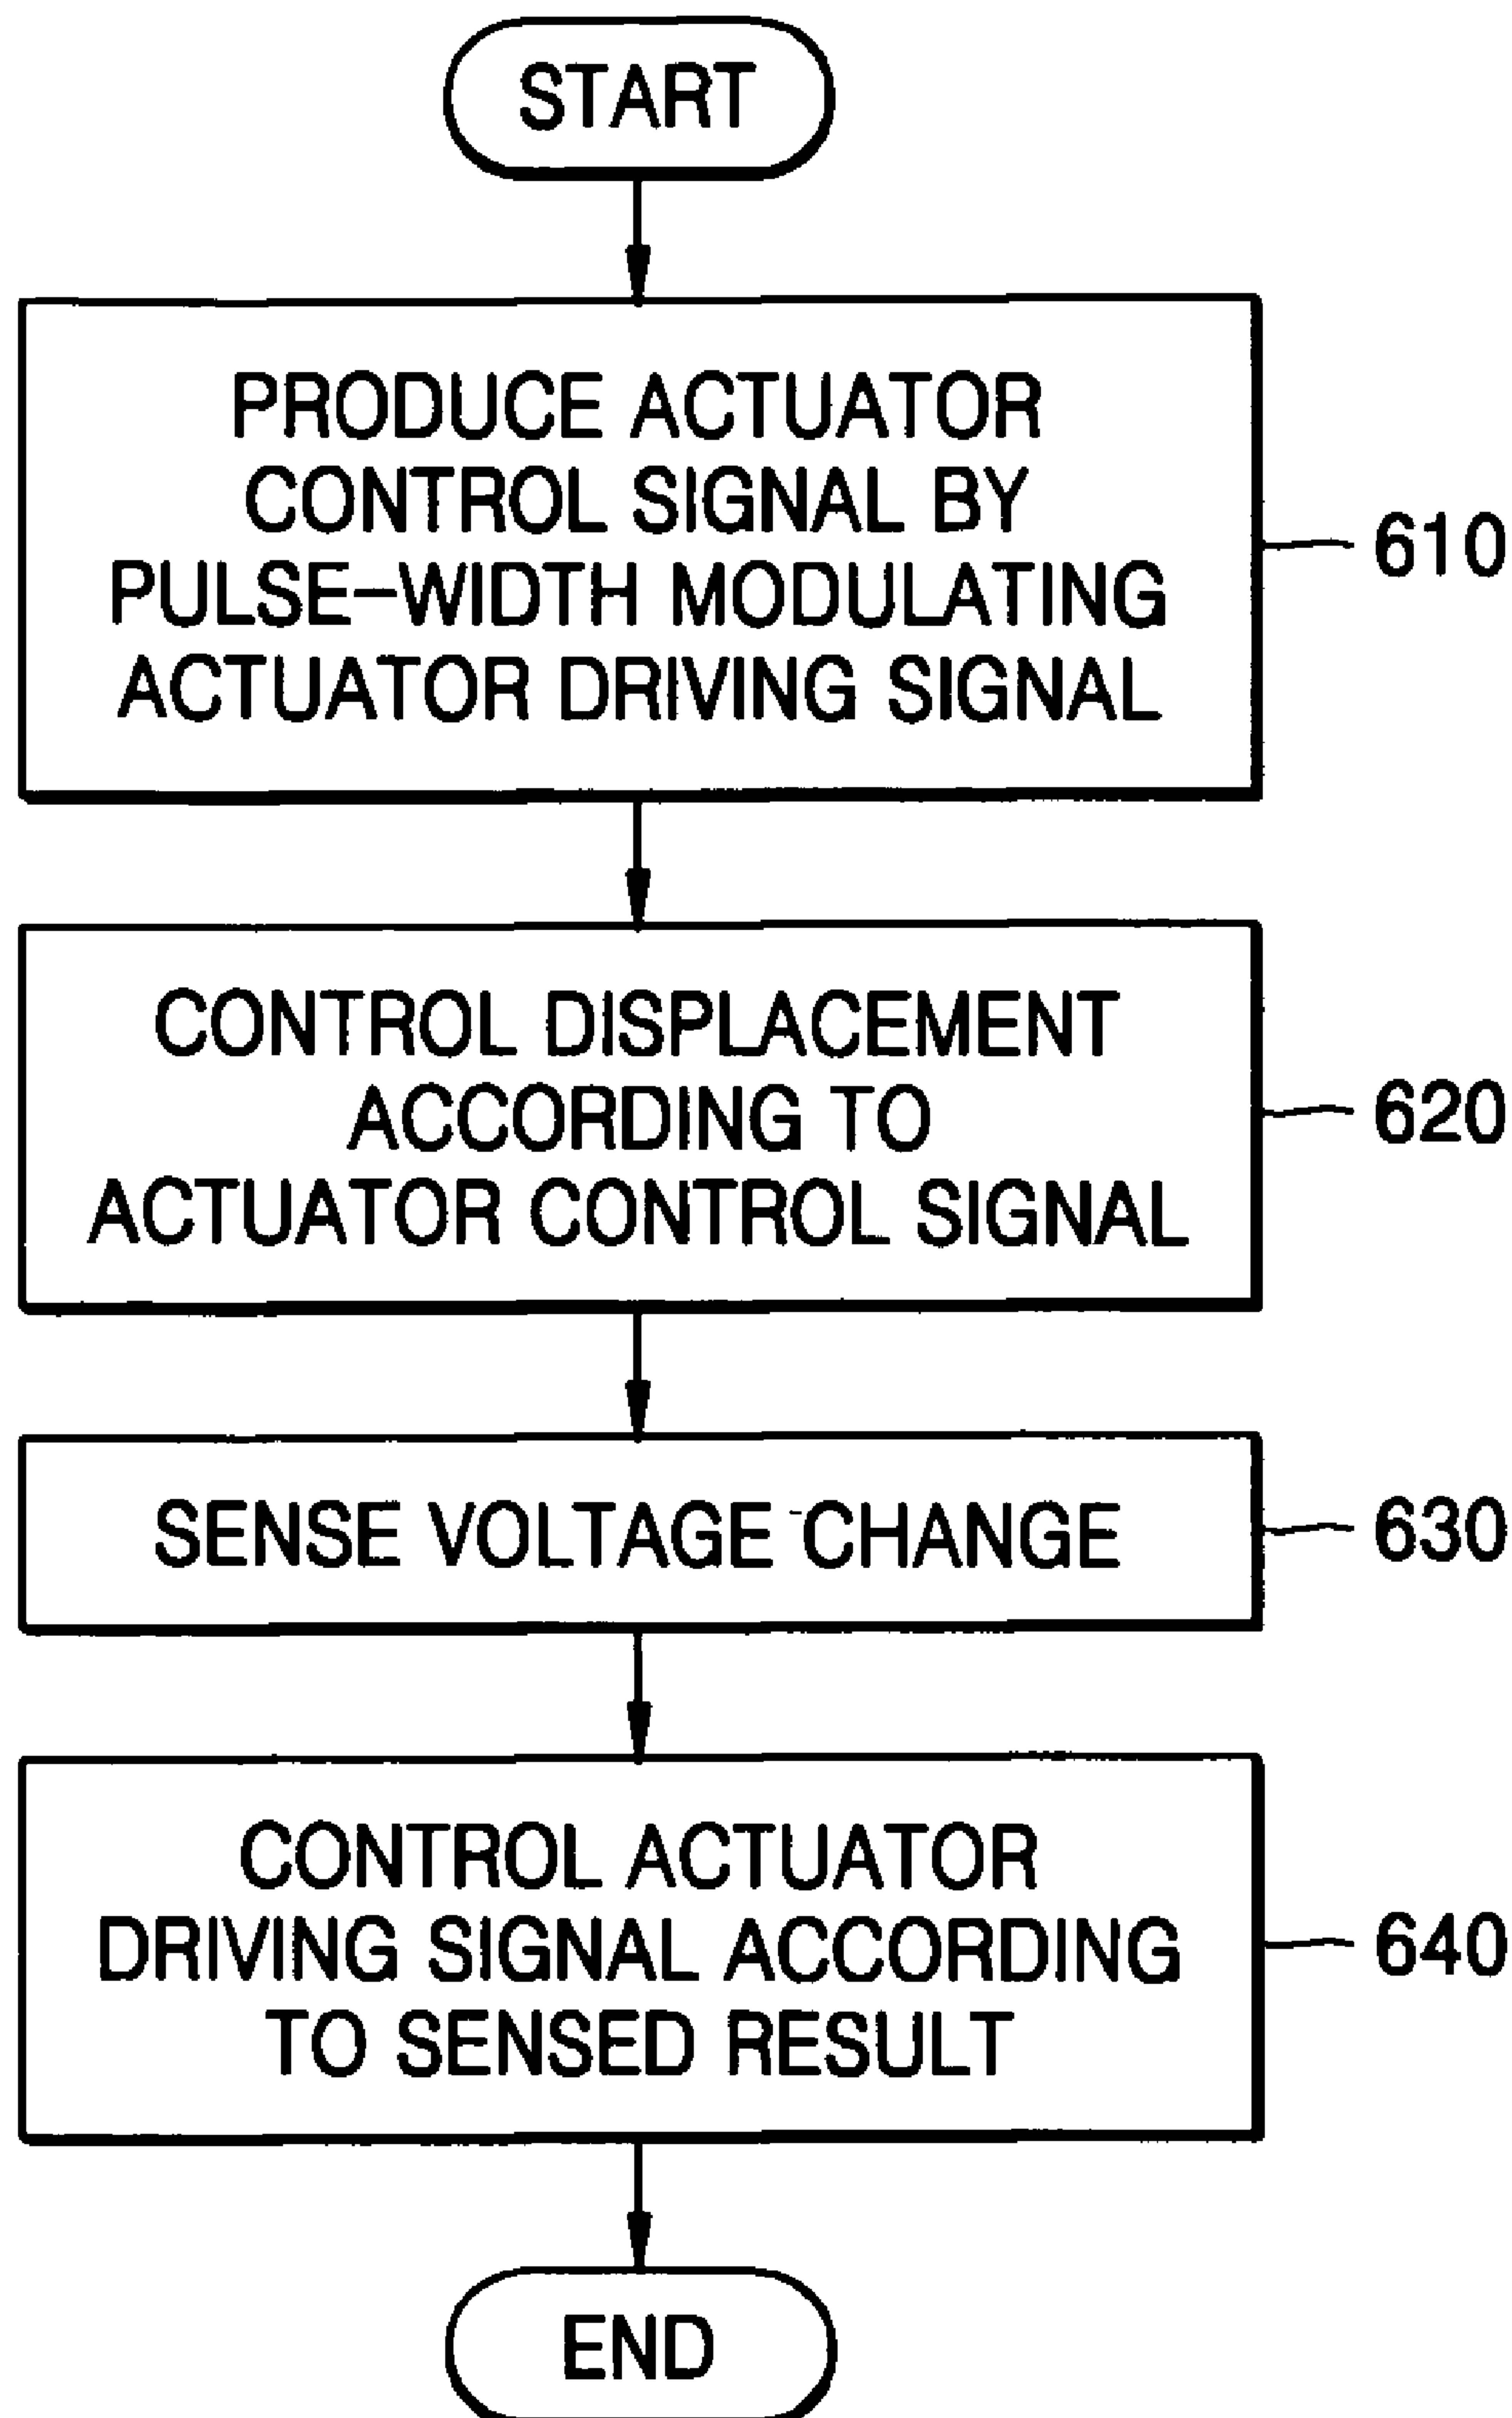 START
PRODUCE ACTUATOR
CONTROL SIGNAL BY
PULSE-WIDTH MODULATING
ACTUATOR DRIVING SIGNAL
610
CONTROL DISPLACEMENT
ACCORDING TO
ACTUATOR CONTROL SIGNAL
620
SENSE VOLTAGE CHANGE
630
CONTROL ACTUATOR
DRIVING SIGNAL ACCORDING
TO SENSED RESULT
640
END